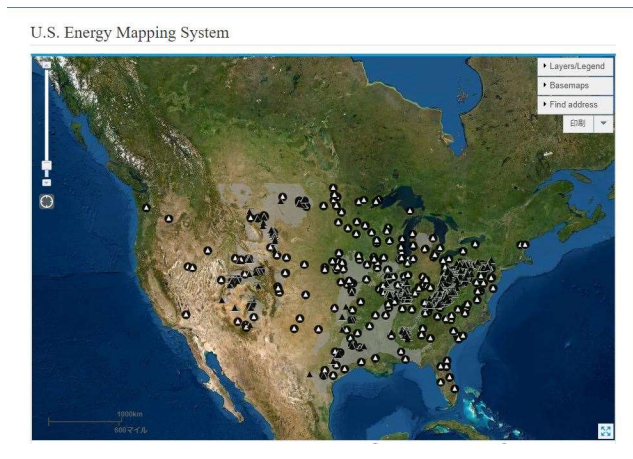 U.S. Energy Mapping System
Layers/Legend
Basemaps
Find address
印刷
1000km
600マイル